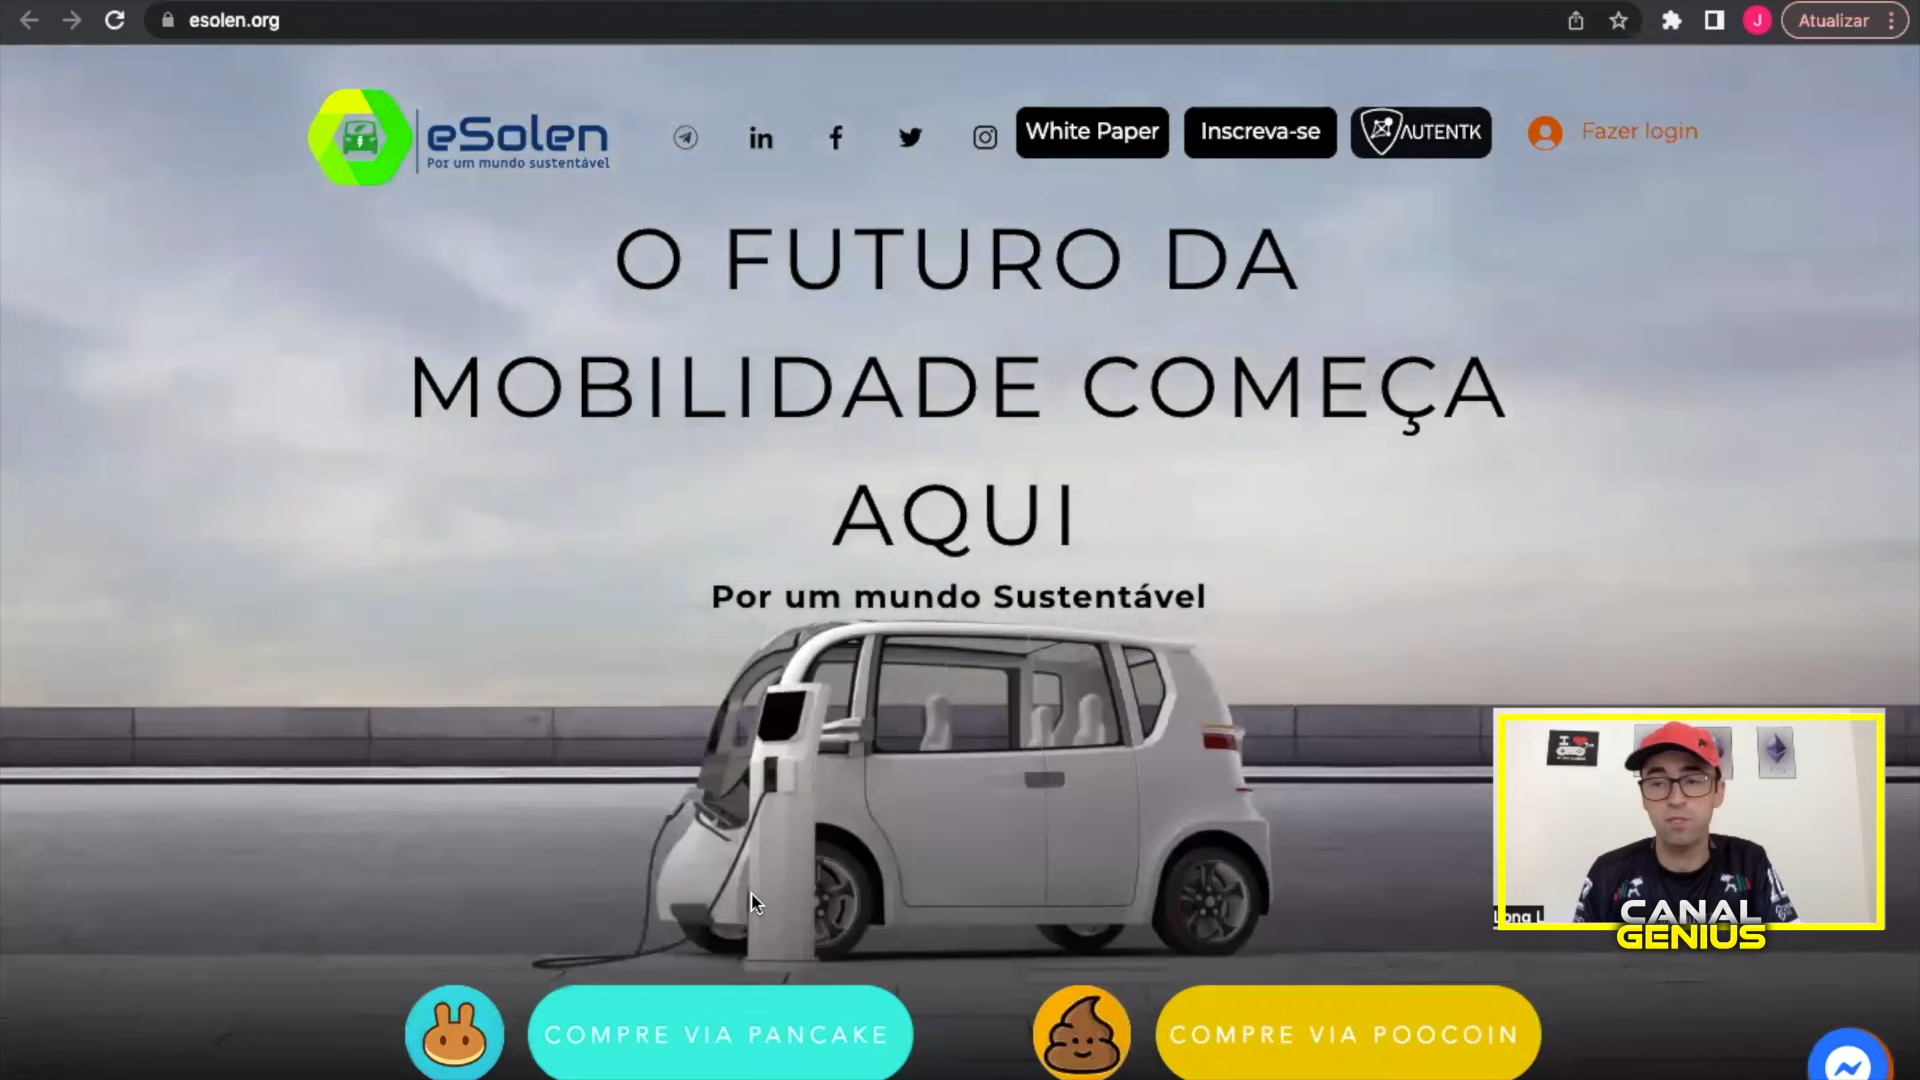 esolen.org
J
Atualizar
eSolen
Por um mundo sustentável
White Paper
Inscreva-se
AUTENTK
Fazer login
O FUTURO DA
MOBILIDADE COMEÇA
AQUI
Por um mundo Sustentável
Long L
CANAL
GENIUS
COMPRE VIA PANCAKE
COMPRE VIA POOCOIN